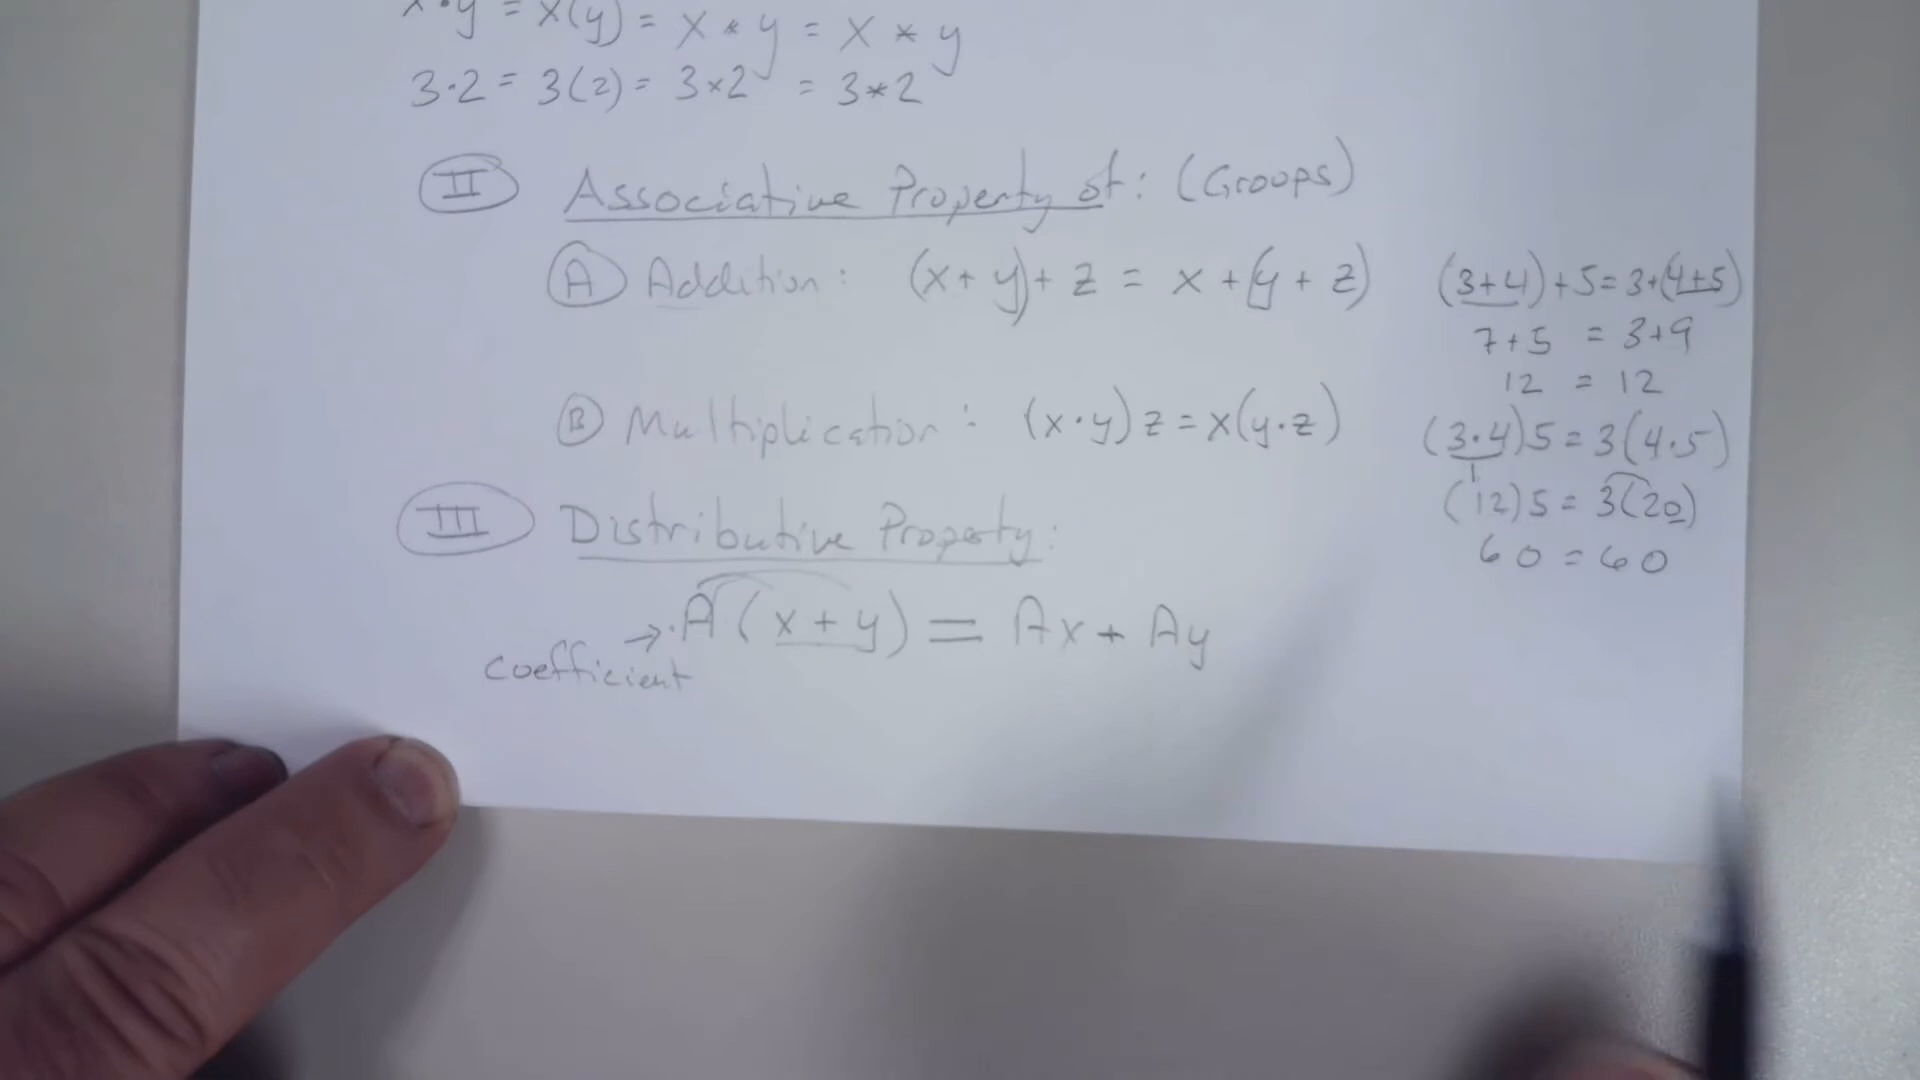 x · y = x(y) = x * y = x * y
3·2 = 3(2) = 3×2 = 3*2
II Associative Property of: (Groups)
A Addition: (x + y) + z = x + (y + z)
(3+4)+5=3+(4+5)
7+5 = 3+9
12 = 12
B Multiplication: (x·y)z = x(y·z)
(3·4)5=3(4·5)
(12)5=3(20)
60=60
III Distributive Property:
→ A(x + y) = Ax + Ay
coefficient